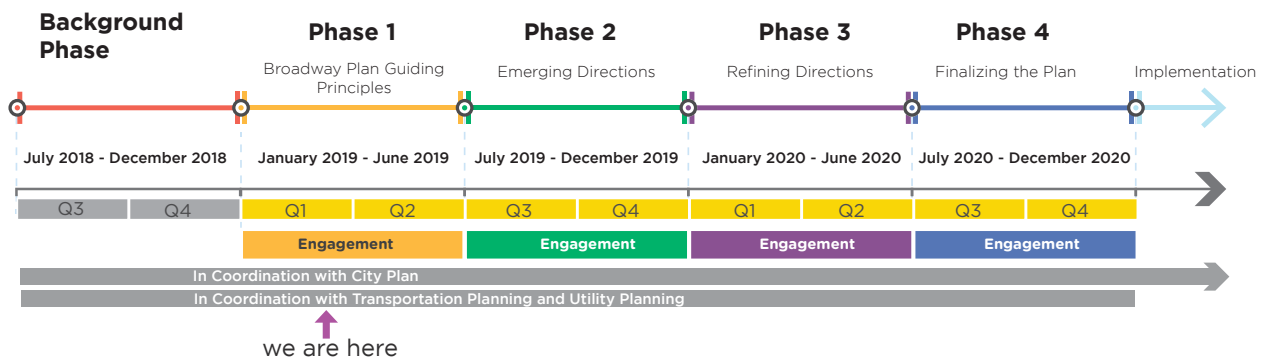 Background
Phase
Phase 1
Phase 2
Phase 3
Phase 4
Broadway Plan Guiding
Principles
Emerging Directions
Refining Directions
Finalizing the Plan
Implementation
July 2018 - December 2018
January 2019 - June 2019
July 2019 - December 2019
January 2020 - June 2020
July 2020 - December 2020
Q3
Q4
Q1
Q2
Q3
Q4
Q1
Q2
Q3
Q4
Engagement
Engagement
Engagement
Engagement
In Coordination with City Plan
In Coordination with Transportation Planning and Utility Planning
we are here